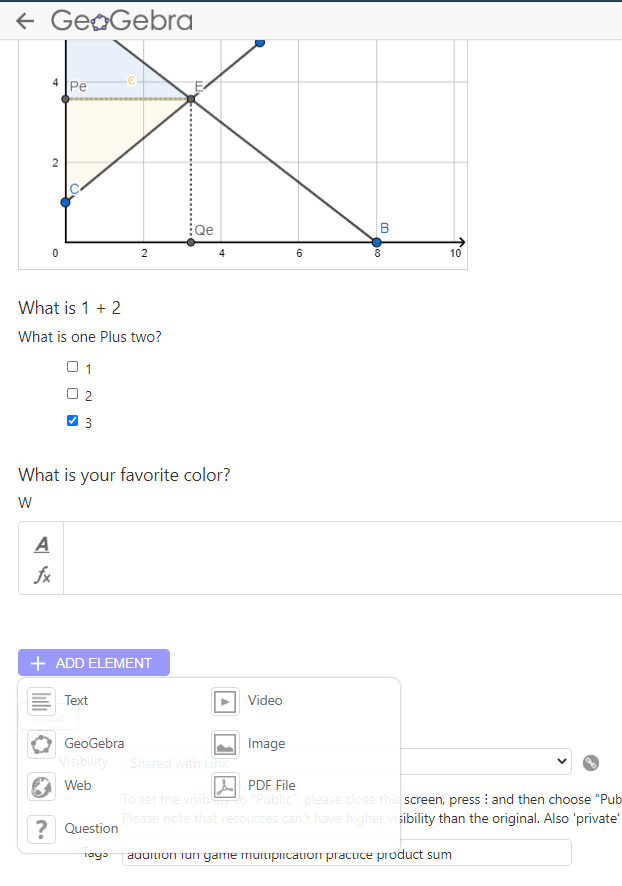 GeoGebra
4
Pe
c
E
2
C
Qe
B
0
2
4
6
8
10
What is 1 + 2
What is one Plus two?
1
2
3
What is your favorite color?
W
A
fx
+ ADD ELEMENT
Text
Video
Close
GeoGebra
Image
Visibility
Shared with Link
Web
PDF File
To set the visibility to "Public": please close this screen, press ⋮ and then choose "Pub
Please note that resources can't have higher visibility than the original. Also 'private'
?
Question
Tags
addition fun game multiplication practice product sum